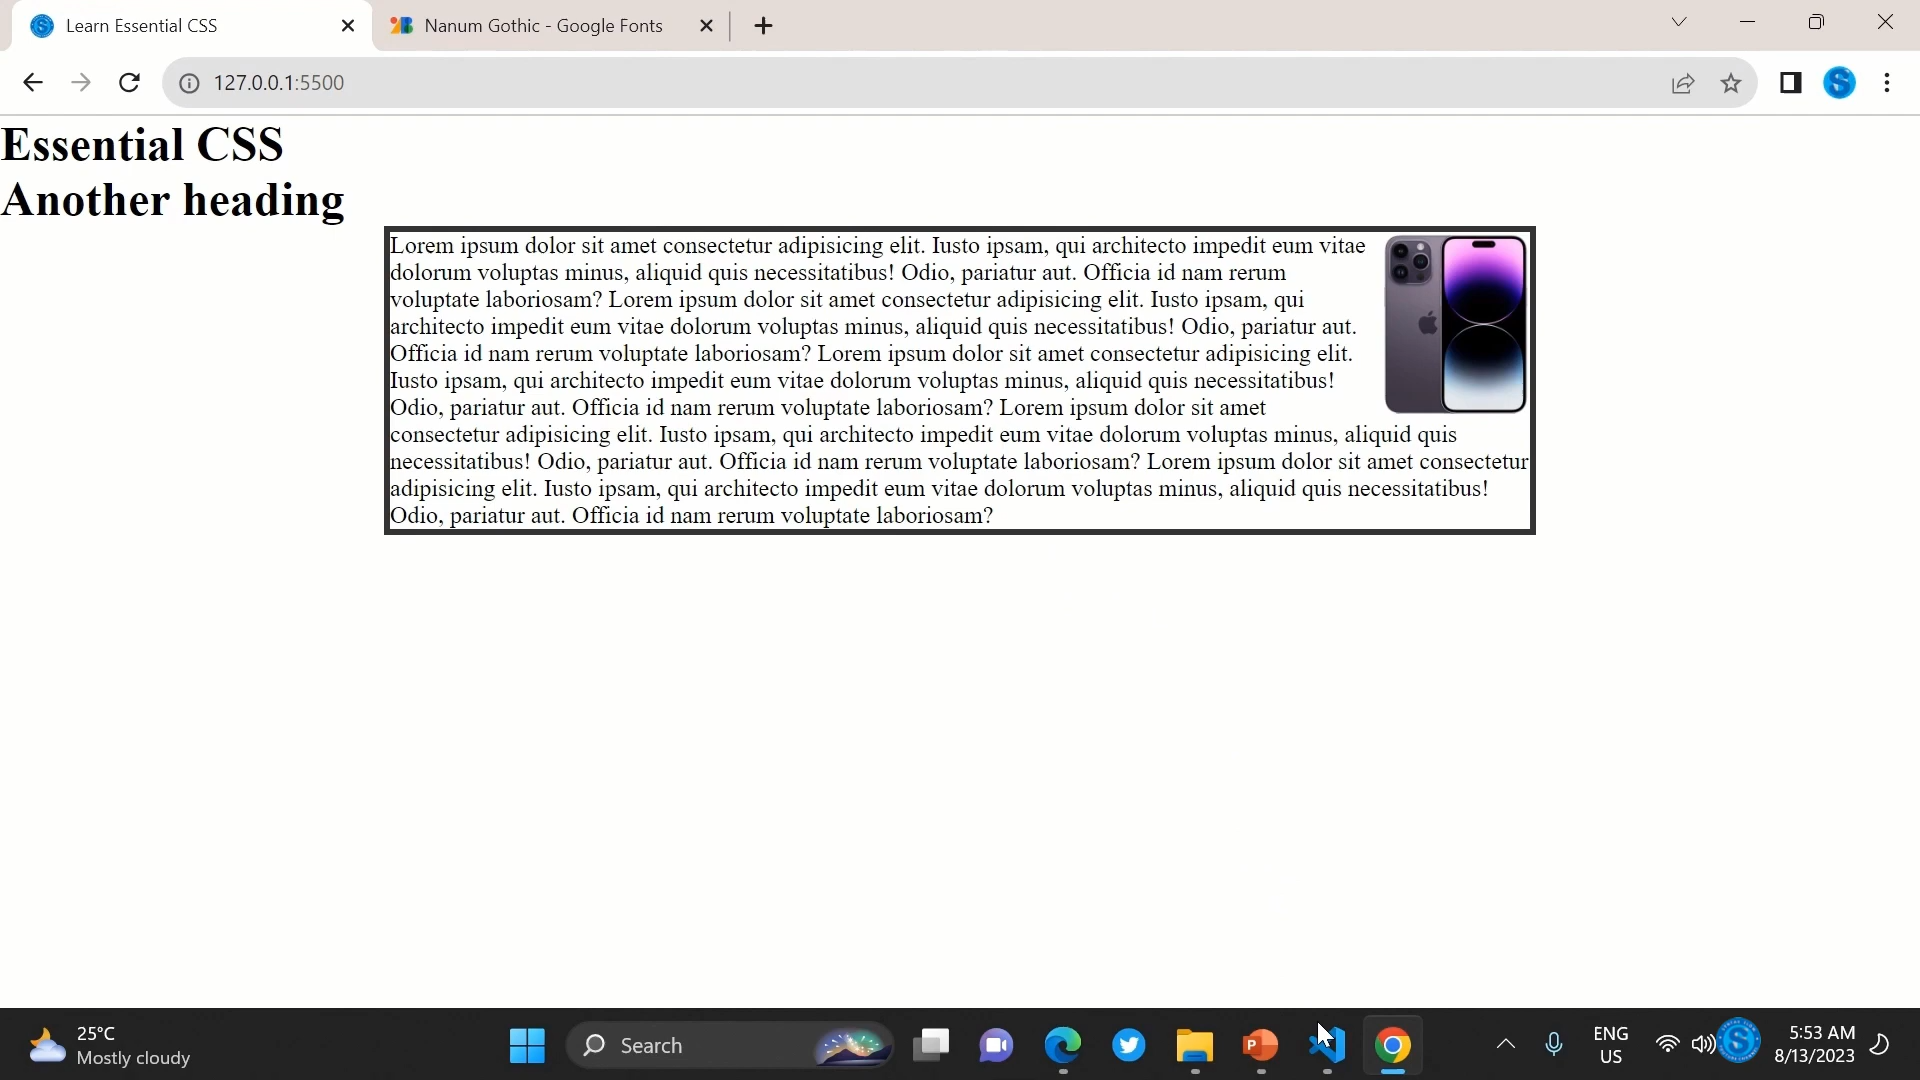 Learn Essential CSS
Nanum Gothic - Google Fonts
127.0.0.1:5500
Essential CSS
Another heading
Lorem ipsum dolor sit amet consectetur adipisicing elit. Iusto ipsam, qui architecto impedit eum vitae
dolorum voluptas minus, aliquid quis necessitatibus! Odio, pariatur aut. Officia id nam rerum
voluptate laboriosam? Lorem ipsum dolor sit amet consectetur adipisicing elit. Iusto ipsam, qui
architecto impedit eum vitae dolorum voluptas minus, aliquid quis necessitatibus! Odio, pariatur aut.
Officia id nam rerum voluptate laboriosam? Lorem ipsum dolor sit amet consectetur adipisicing elit.
Iusto ipsam, qui architecto impedit eum vitae dolorum voluptas minus, aliquid quis necessitatibus!
Odio, pariatur aut. Officia id nam rerum voluptate laboriosam? Lorem ipsum dolor sit amet
consectetur adipisicing elit. Iusto ipsam, qui architecto impedit eum vitae dolorum voluptas minus, aliquid quis
necessitatibus! Odio, pariatur aut. Officia id nam rerum voluptate laboriosam? Lorem ipsum dolor sit amet consectetur
adipisicing elit. Iusto ipsam, qui architecto impedit eum vitae dolorum voluptas minus, aliquid quis necessitatibus!
Odio, pariatur aut. Officia id nam rerum voluptate laboriosam?
25°C
Mostly cloudy
Search
ENG
US
5:53 AM
8/13/2023